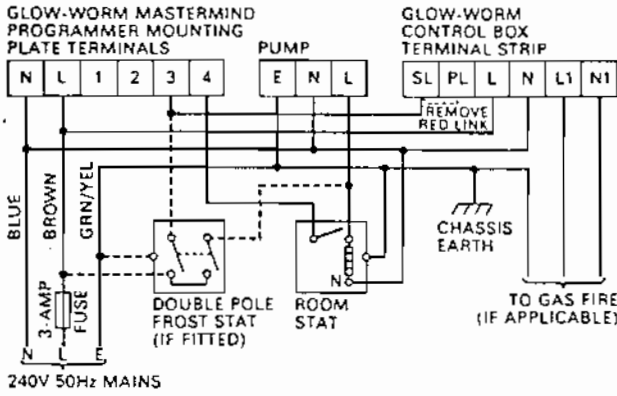 GLOW-WORM MASTERMIND
PROGRAMMER MOUNTING
PLATE TERMINALS
N L 1 2 3 4
PUMP
E N L
GLOW-WORM
CONTROL BOX
TERMINAL STRIP
SL PL L N L1 N1
REMOVE
RED LINK
BLUE
BROWN
GRN/YEL
3-AMP
FUSE
CHASSIS
EARTH
N
DOUBLE POLE
FROST STAT
(IF FITTED)
ROOM
STAT
TO GAS FIRE
(IF APPLICABLE)
N L E
240V 50Hz MAINS